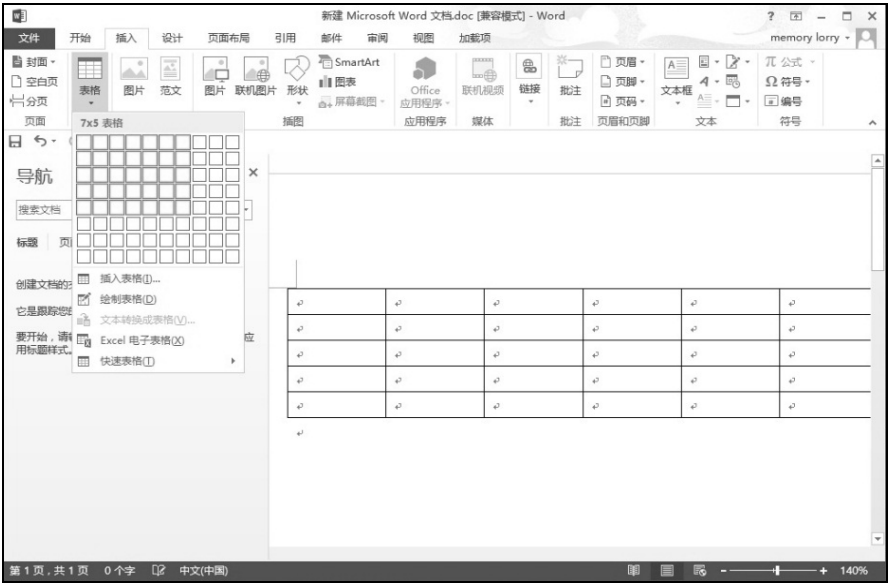 新建 Microsoft Word 文档.doc [兼容模式] - Word
文件 开始 插入 设计 页面布局 引用 邮件 审阅 视图 加载项 memory lorry
封面
空白页
分页
页面
表格
图片 范文 图片 联机图片 形状
SmartArt
图表
屏幕截图
插图
Office
应用程序
应用程序
联机视频
媒体
链接
批注
批注
页眉
页脚
页码
页眉和页脚
文本框
文本
π 公式
Ω 符号
编号
符号
7x5 表格
导航
搜索文档
标题
创建文档的
要开始，请
应
用标题样式。
插入表格(I)...
绘制表格(D)
文本转换成表格(V)...
Excel 电子表格(X)
快速表格(T)
第 1 页，共 1 页 0 个字 中文(中国) 140%